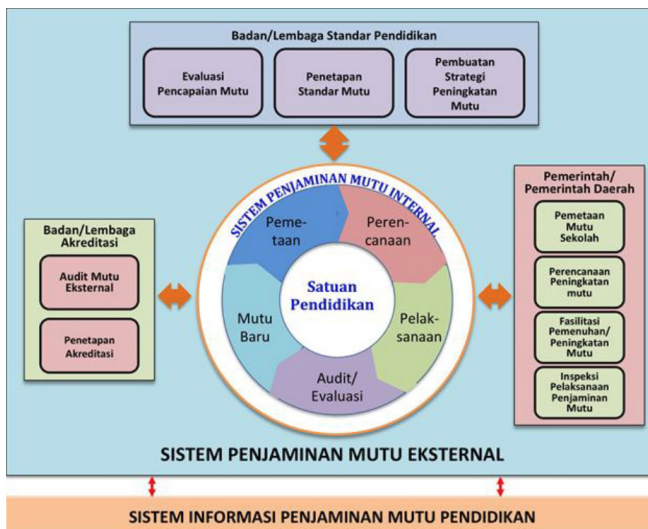 Badan/Lembaga Standar Pendidikan
Evaluasi
Pencapaian Mutu
Penetapan
Standar Mutu
Pembuatan
Strategi
Peningkatan
Mutu
SISTEM PENJAMINAN MUTU INTERNAL
Peme-
taan
Peren-
canaan
Pelak-
sanaan
Audit/
Evaluasi
Mutu
Baru
Satuan
Pendidikan
Badan/Lembaga
Akreditasi
Audit Mutu
Eksternal
Penetapan
Akreditasi
Pemerintah/
Pemerintah Daerah
Pemetaan
Mutu
Sekolah
Perencanaan
Peningkatan
mutu
Fasilitasi
Pemenuhan/
Peningkatan
Mutu
Inspeksi
Pelaksanaan
Penjaminan
Mutu
SISTEM PENJAMINAN MUTU EKSTERNAL
SISTEM INFORMASI PENJAMINAN MUTU PENDIDIKAN